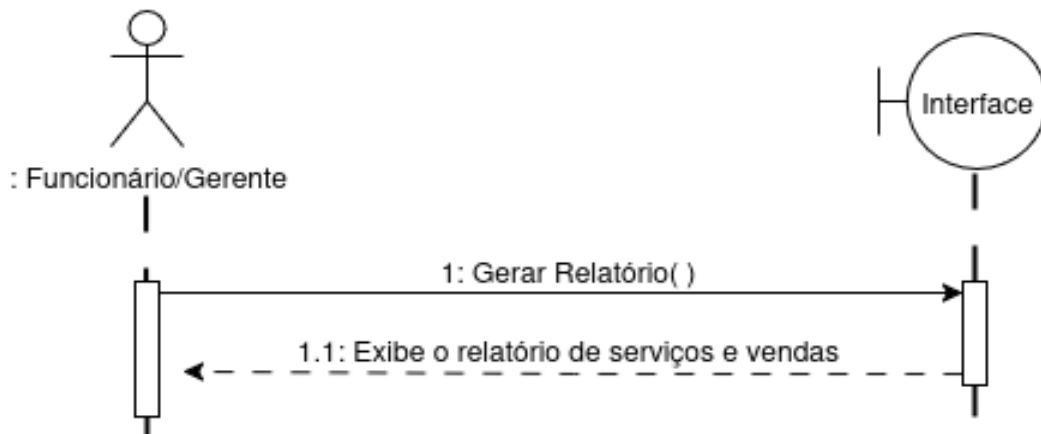 Interface
: Funcionário/Gerente
1: Gerar Relatório( )
1.1: Exibe o relatório de serviços e vendas